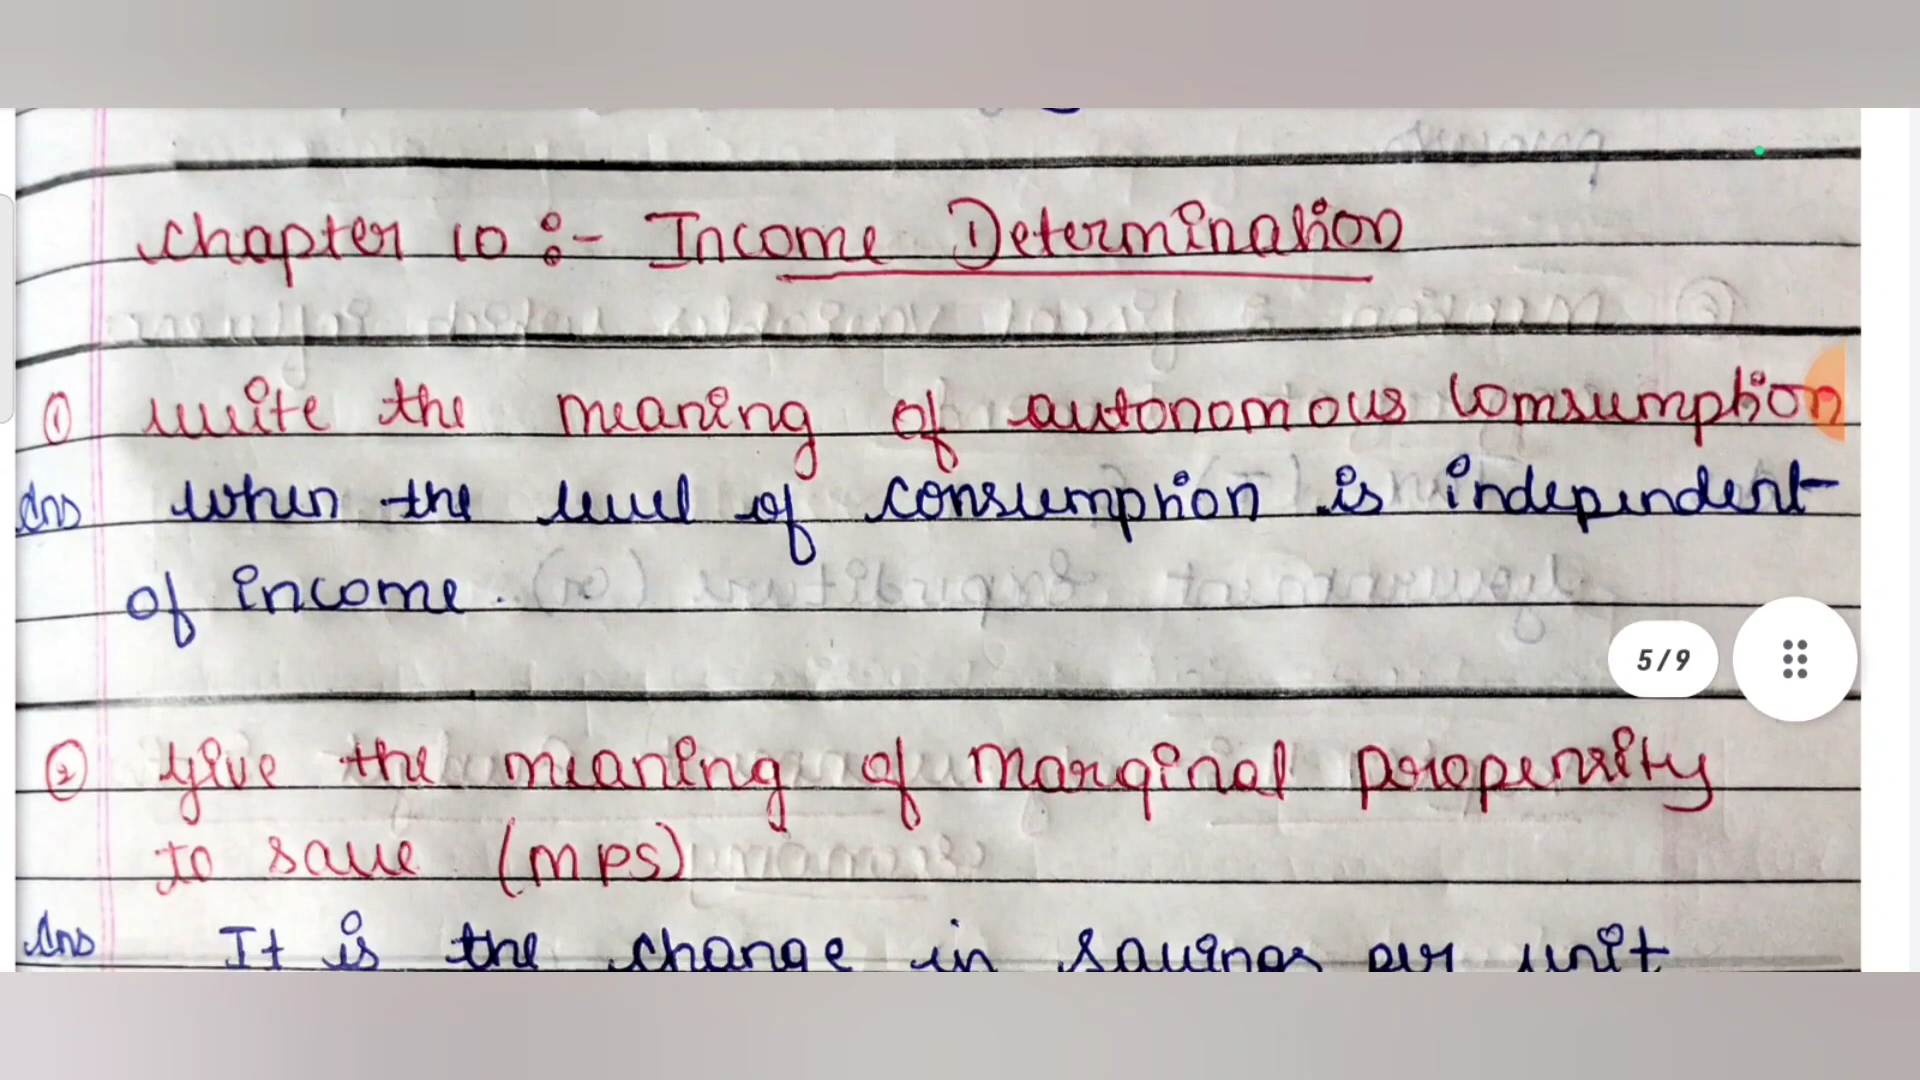 Chapter 10 :- Income Determination
① Write the meaning of autonomous Comsumption
Ans when the level of consumption is independent
of income.
5/9
② Give the meaning of Marginal propensity
to save (MPS)
Ans It is the change in savings per unit